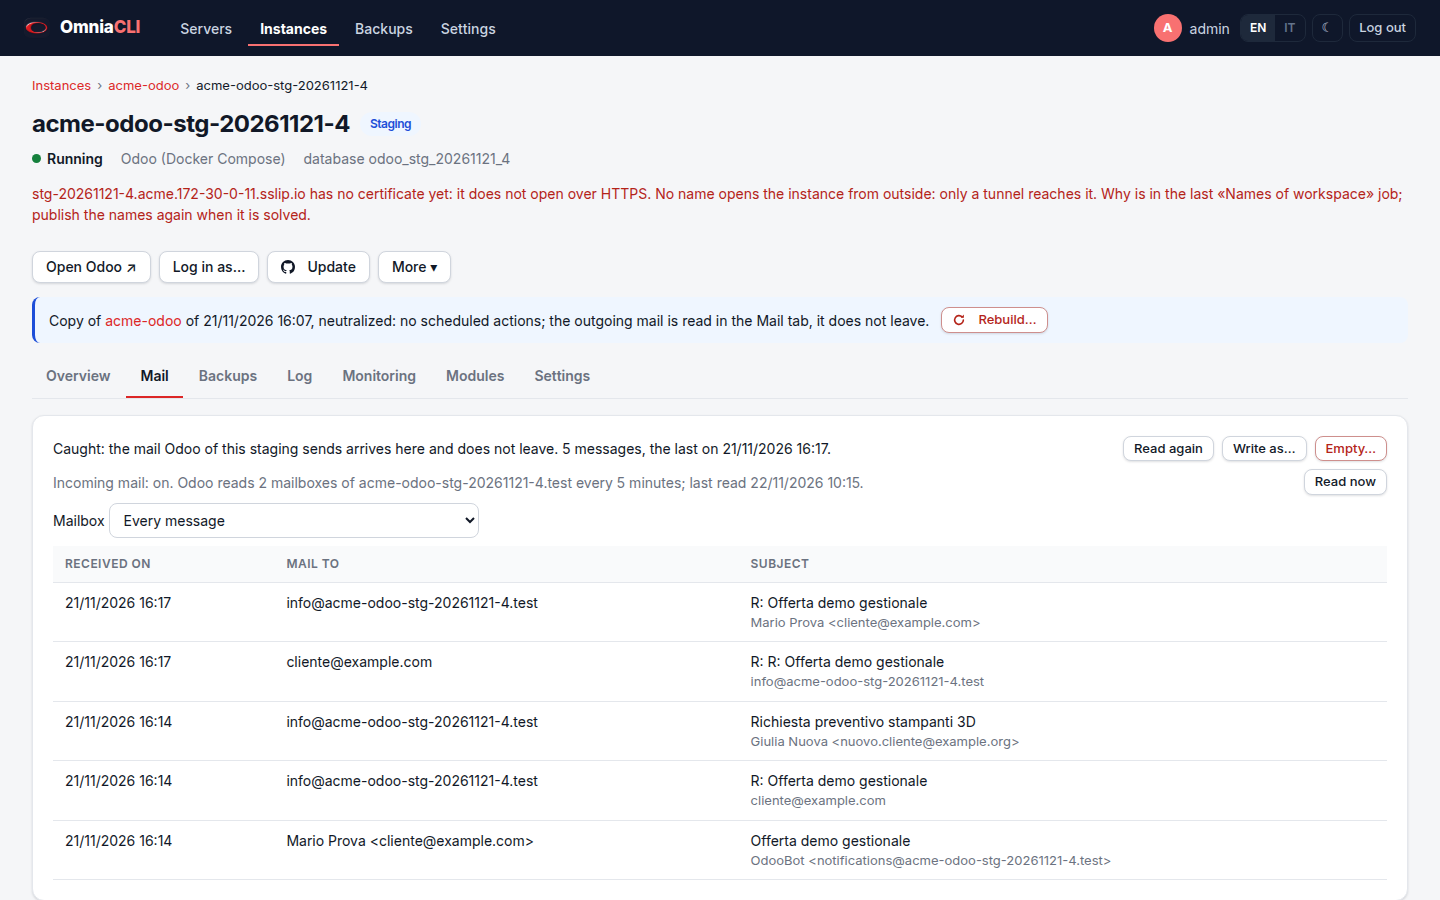 OmniaCLI
Servers Instances Backups Settings
A admin EN IT Log out
Instances › acme-odoo › acme-odoo-stg-20261121-4
acme-odoo-stg-20261121-4 Staging
Running Odoo (Docker Compose) database odoo_stg_20261121_4
stg-20261121-4.acme.172-30-0-11.sslip.io has no certificate yet: it does not open over HTTPS. No name opens the instance from outside: only a tunnel reaches it. Why is in the last «Names of workspace» job;
publish the names again when it is solved.
Open Odoo ↗ Log in as... Update More ▾
Copy of acme-odoo of 21/11/2026 16:07, neutralized: no scheduled actions; the outgoing mail is read in the Mail tab, it does not leave. Rebuild...
Overview Mail Backups Log Monitoring Modules Settings
Caught: the mail Odoo of this staging sends arrives here and does not leave. 5 messages, the last on 21/11/2026 16:17. Read again Write as... Empty...
Incoming mail: on. Odoo reads 2 mailboxes of acme-odoo-stg-20261121-4.test every 5 minutes; last read 22/11/2026 10:15. Read now
Mailbox Every message
RECEIVED ON MAIL TO SUBJECT
21/11/2026 16:17 info@acme-odoo-stg-20261121-4.test R: Offerta demo gestionale
Mario Prova <cliente@example.com>
21/11/2026 16:17 cliente@example.com R: R: Offerta demo gestionale
info@acme-odoo-stg-20261121-4.test
21/11/2026 16:14 info@acme-odoo-stg-20261121-4.test Richiesta preventivo stampanti 3D
Giulia Nuova <nuovo.cliente@example.org>
21/11/2026 16:14 info@acme-odoo-stg-20261121-4.test R: Offerta demo gestionale
cliente@example.com
21/11/2026 16:14 Mario Prova <cliente@example.com> Offerta demo gestionale
OdooBot <notifications@acme-odoo-stg-20261121-4.test>